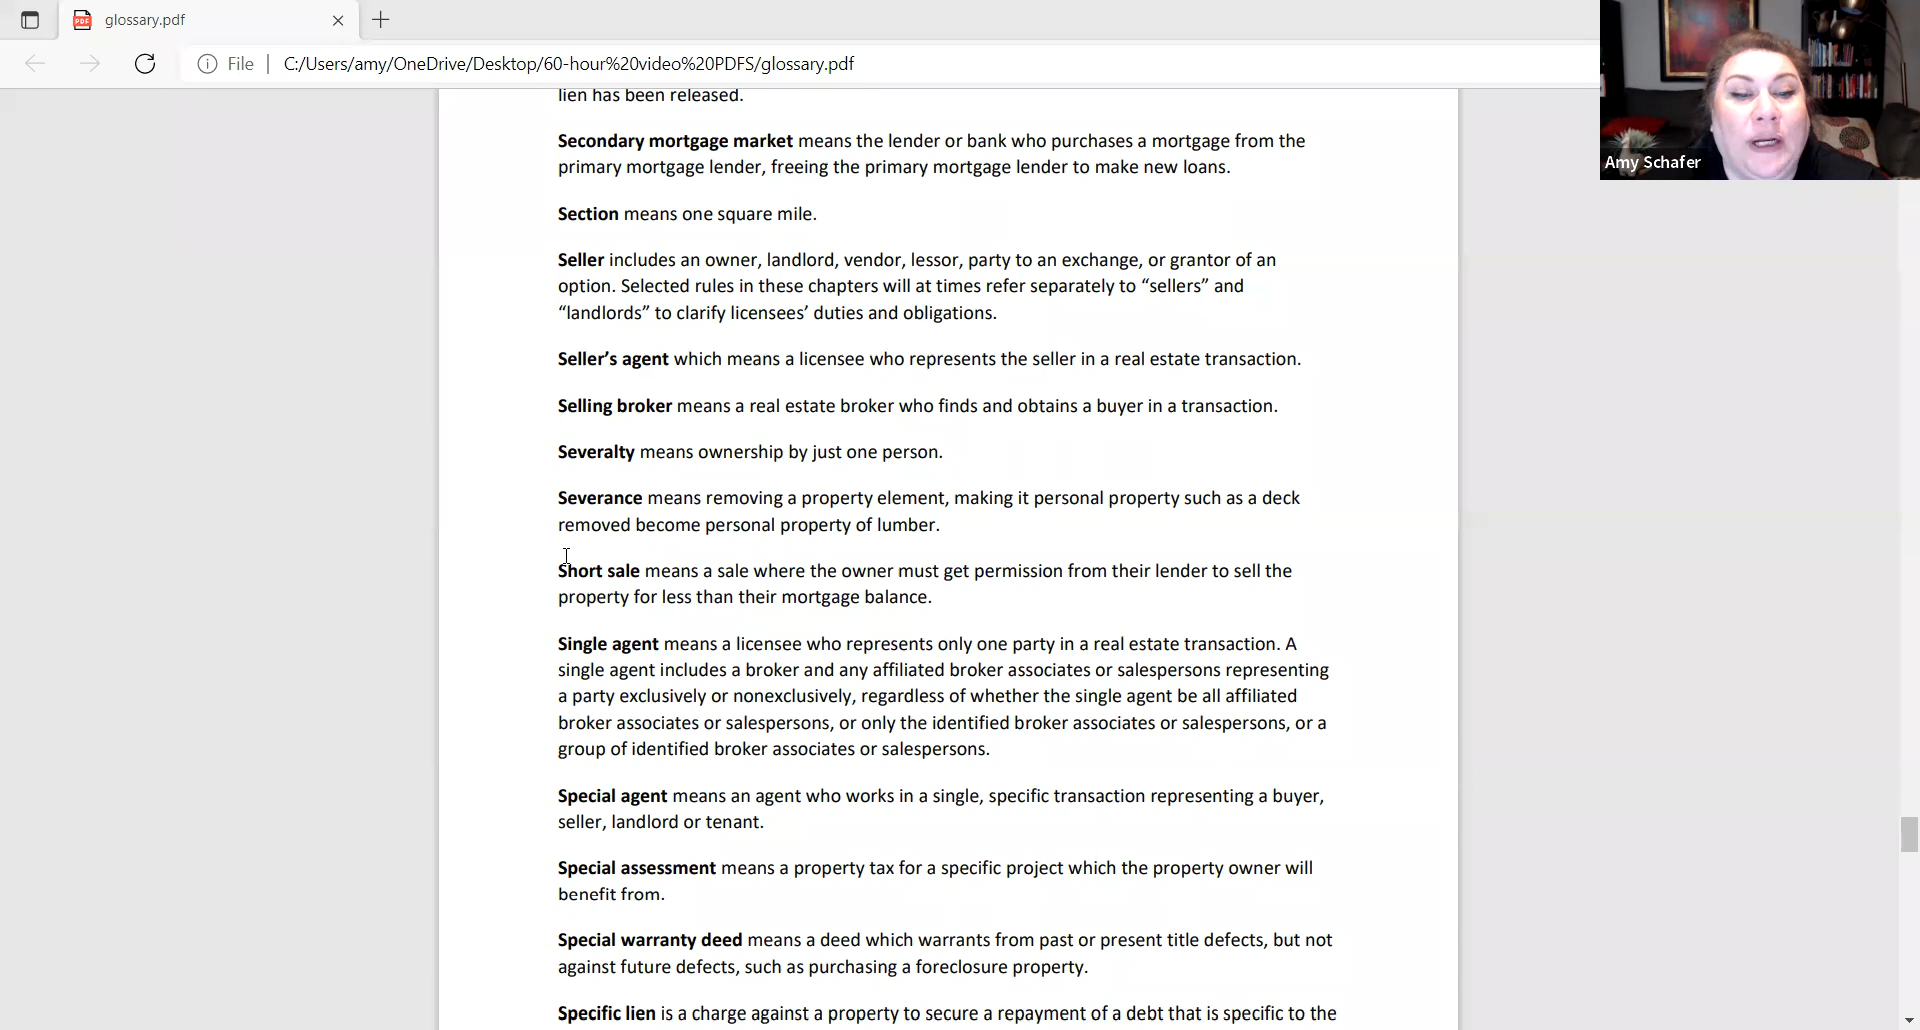 glossary.pdf
File
C:/Users/amy/OneDrive/Desktop/60-hour%20video%20PDFS/glossary.pdf
Amy Schafer
lien has been released.
Secondary mortgage market means the lender or bank who purchases a mortgage from the
primary mortgage lender, freeing the primary mortgage lender to make new loans.
Section means one square mile.
Seller includes an owner, landlord, vendor, lessor, party to an exchange, or grantor of an
option. Selected rules in these chapters will at times refer separately to “sellers” and
“landlords” to clarify licensees’ duties and obligations.
Seller’s agent which means a licensee who represents the seller in a real estate transaction.
Selling broker means a real estate broker who finds and obtains a buyer in a transaction.
Severalty means ownership by just one person.
Severance means removing a property element, making it personal property such as a deck
removed become personal property of lumber.
Short sale means a sale where the owner must get permission from their lender to sell the
property for less than their mortgage balance.
Single agent means a licensee who represents only one party in a real estate transaction. A
single agent includes a broker and any affiliated broker associates or salespersons representing
a party exclusively or nonexclusively, regardless of whether the single agent be all affiliated
broker associates or salespersons, or only the identified broker associates or salespersons, or a
group of identified broker associates or salespersons.
Special agent means an agent who works in a single, specific transaction representing a buyer,
seller, landlord or tenant.
Special assessment means a property tax for a specific project which the property owner will
benefit from.
Special warranty deed means a deed which warrants from past or present title defects, but not
against future defects, such as purchasing a foreclosure property.
Specific lien is a charge against a property to secure a repayment of a debt that is specific to the